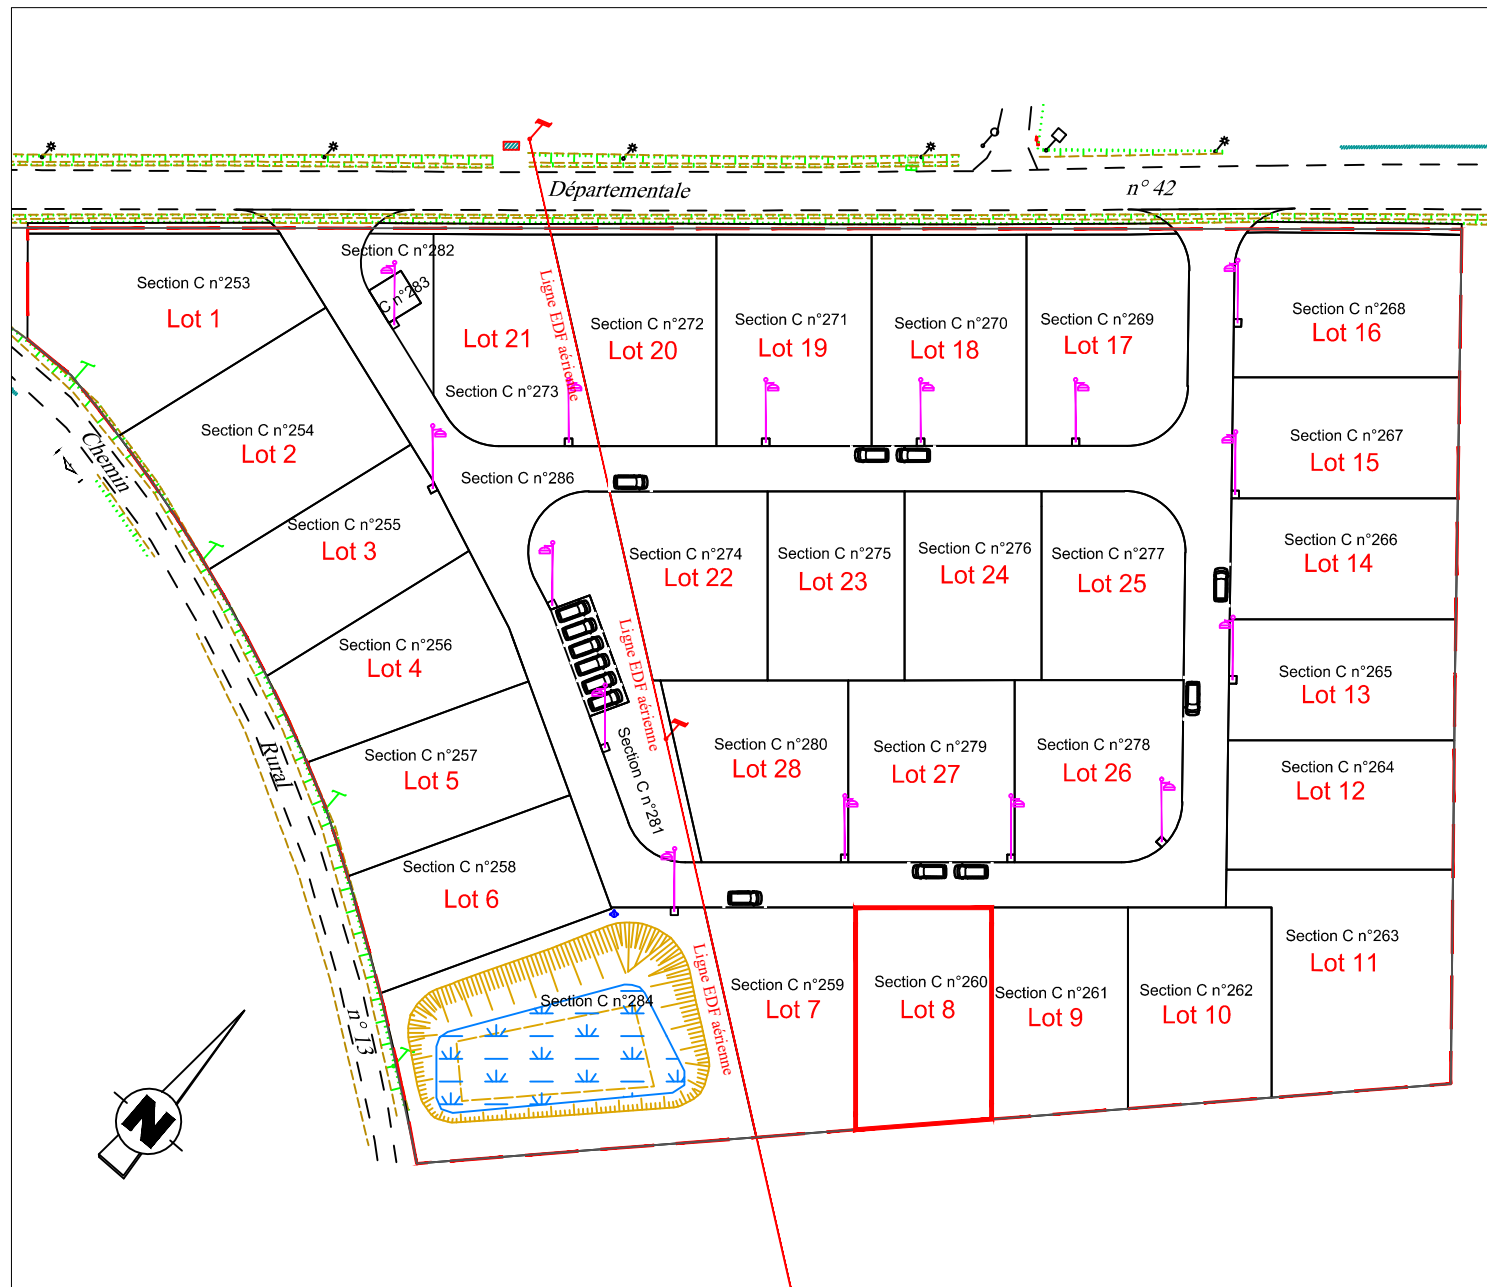 Départementale
n° 42
Section C n°282
C n°283
Section C n°253
Lot 1
Lot 21
Section C n°273
Ligne EDF aérienne
Section C n°272
Lot 20
Section C n°271
Lot 19
Section C n°270
Lot 18
Section C n°269
Lot 17
Section C n°268
Lot 16
Section C n°254
Lot 2
Chemin
Section C n°267
Lot 15
Section C n°286
Section C n°255
Lot 3
Section C n°274
Lot 22
Section C n°275
Lot 23
Section C n°276
Lot 24
Section C n°277
Lot 25
Section C n°266
Lot 14
Section C n°256
Lot 4
Ligne EDF aérienne
Section C n°265
Lot 13
Rural
Section C n°257
Lot 5
Section C n°281
Section C n°280
Lot 28
Section C n°279
Lot 27
Section C n°278
Lot 26
Section C n°264
Lot 12
Section C n°258
Lot 6
Section C n°263
Lot 11
Section C n°284
Ligne EDF aérienne
Section C n°259
Lot 7
Section C n°260
Lot 8
Section C n°261
Lot 9
Section C n°262
Lot 10
n° 13
N